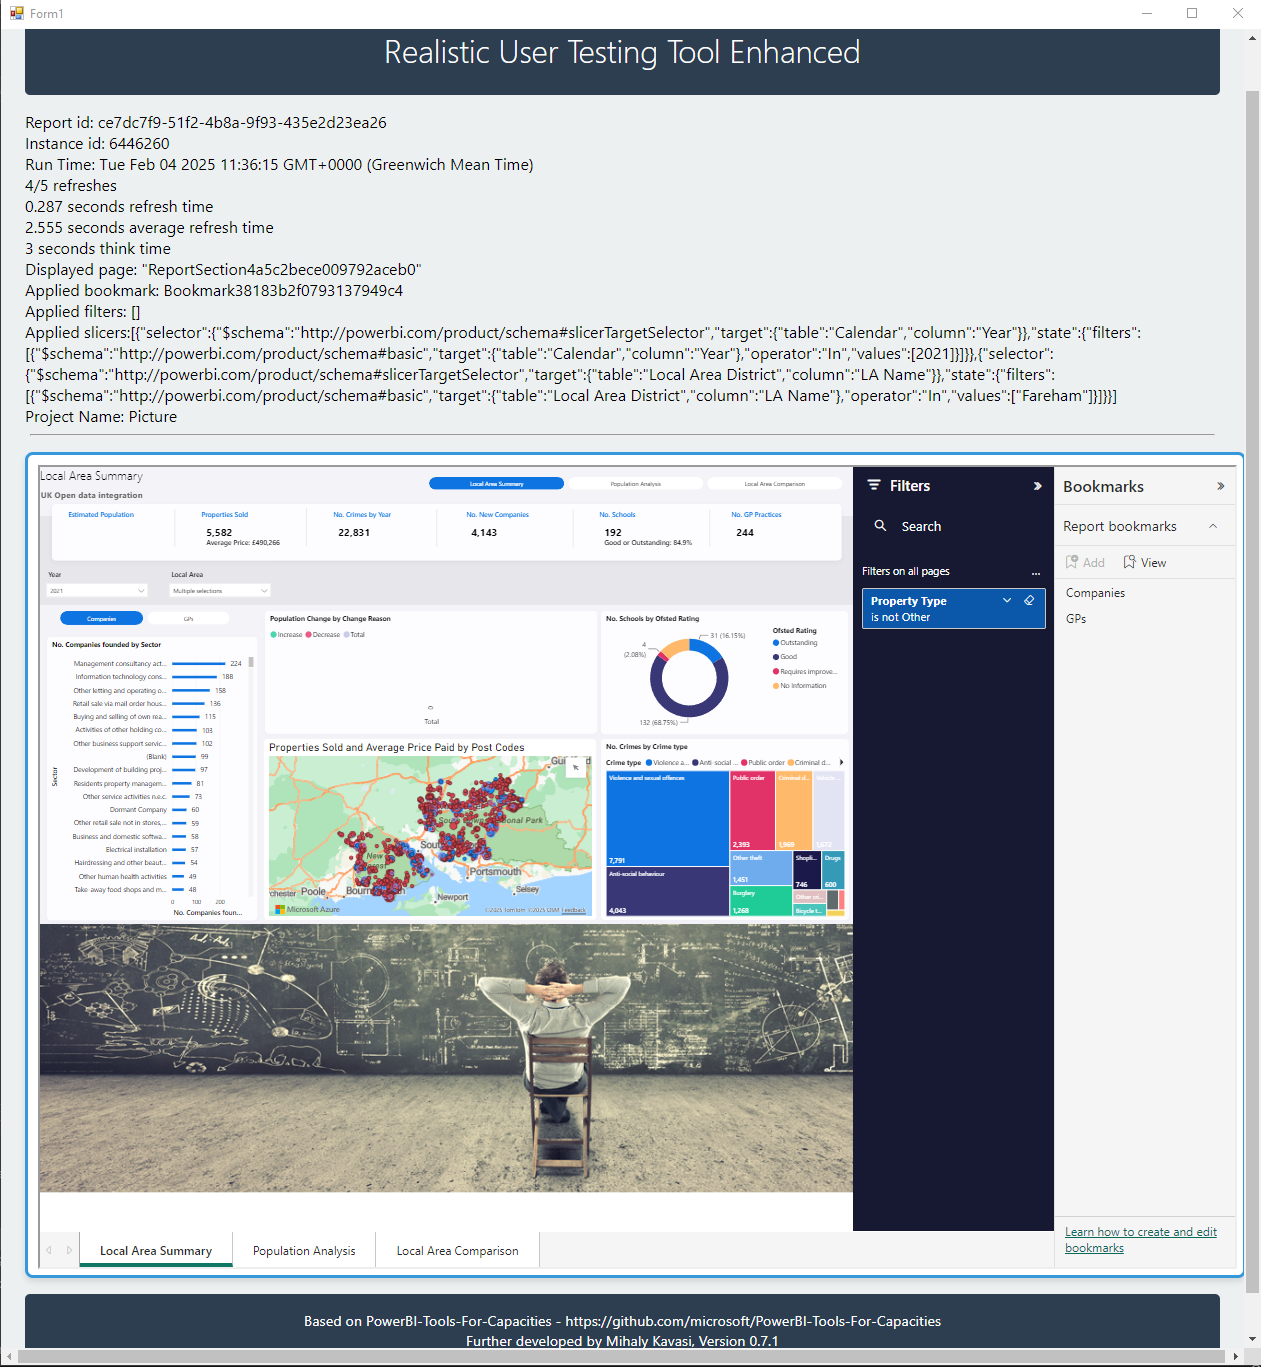 Form1
Realistic User Testing Tool Enhanced
Report id: ce7dc7f9-51f2-4b8a-9f93-435e2d23ea26
Instance id: 6446260
Run Time: Tue Feb 04 2025 11:36:15 GMT+0000 (Greenwich Mean Time)
4/5 refreshes
0.287 seconds refresh time
2.555 seconds average refresh time
3 seconds think time
Displayed page: "ReportSection4a5c2bece009792aceb0"
Applied bookmark: Bookmark38183b2f0793137949c4
Applied filters: []
Applied slicers:[{"selector":{"$schema":"http://powerbi.com/product/schema#slicerTargetSelector","target":{"table":"Calendar","column":"Year"}},"state":{"filters":
[{"$schema":"http://powerbi.com/product/schema#basic","target":{"table":"Calendar","column":"Year"},"operator":"In","values":[2021]}]}},{"selector":
{"$schema":"http://powerbi.com/product/schema#slicerTargetSelector","target":{"table":"Local Area District","column":"LA Name"}},"state":{"filters":
[{"$schema":"http://powerbi.com/product/schema#basic","target":{"table":"Local Area District","column":"LA Name"},"operator":"In","values":["Fareham"]}]}}]
Project Name: Picture
Local Area Summary
UK Open data integration
Local Area Summary
Population Analysis
Local Area Comparison
Estimated Population
Properties Sold
5,582
Average Price: £490,266
No. Crimes by Year
22,831
No. New Companies
4,143
No. Schools
192
Good or Outstanding: 84.9%
No. GP Practices
244
Year
2021
Local Area
Multiple selections
Companies
GPs
No. Companies founded by Sector
Sector
Management consultancy act... 224
Information technology cons... 188
Other letting and operating o... 158
Retail sale via mail order hous... 136
Buying and selling of own rea... 115
Activities of other holding co... 103
Other business support servic... 102
(Blank) 99
Development of building proj... 97
Residents property managem... 81
Other service activities n.e.c. 73
Dormant Company 60
Other retail sale not in stores,... 59
Business and domestic softwa... 58
Electrical installation 57
Hairdressing and other beaut... 54
Other human health activities 49
Take-away food shops and m... 48
0 100 200
No. Companies foun...
Population Change by Change Reason
Increase Decrease Total
0
Total
No. Schools by Ofsted Rating
31 (16.15%)
4
(2.08%)
132 (68.75%)
Ofsted Rating
Outstanding
Good
Requires improve...
No Information
Properties Sold and Average Price Paid by Post Codes
Portsmouth
Poole
Newport
Selsey
Microsoft Azure
©2025 TomTom ©2025 OSM Feedback
No. Crimes by Crime type
Crime type Violence a... Anti-social ... Public order Criminal d...
Violence and sexual offences
7,791
Anti-social behaviour
4,043
Public order
2,393
Criminal d...
1,969
Vehicle...
1,672
Other theft
1,451
Burglary
1,268
Shopli...
746
Drugs
600
Bicycle t...
Filters
Search
Filters on all pages
...
Property Type
is not Other
Bookmarks
Report bookmarks
Add
View
Companies
GPs
Learn how to create and edit
bookmarks
Local Area Summary
Population Analysis
Local Area Comparison
Based on PowerBI-Tools-For-Capacities - https://github.com/microsoft/PowerBI-Tools-For-Capacities
Further developed by Mihaly Kavasi, Version 0.7.1